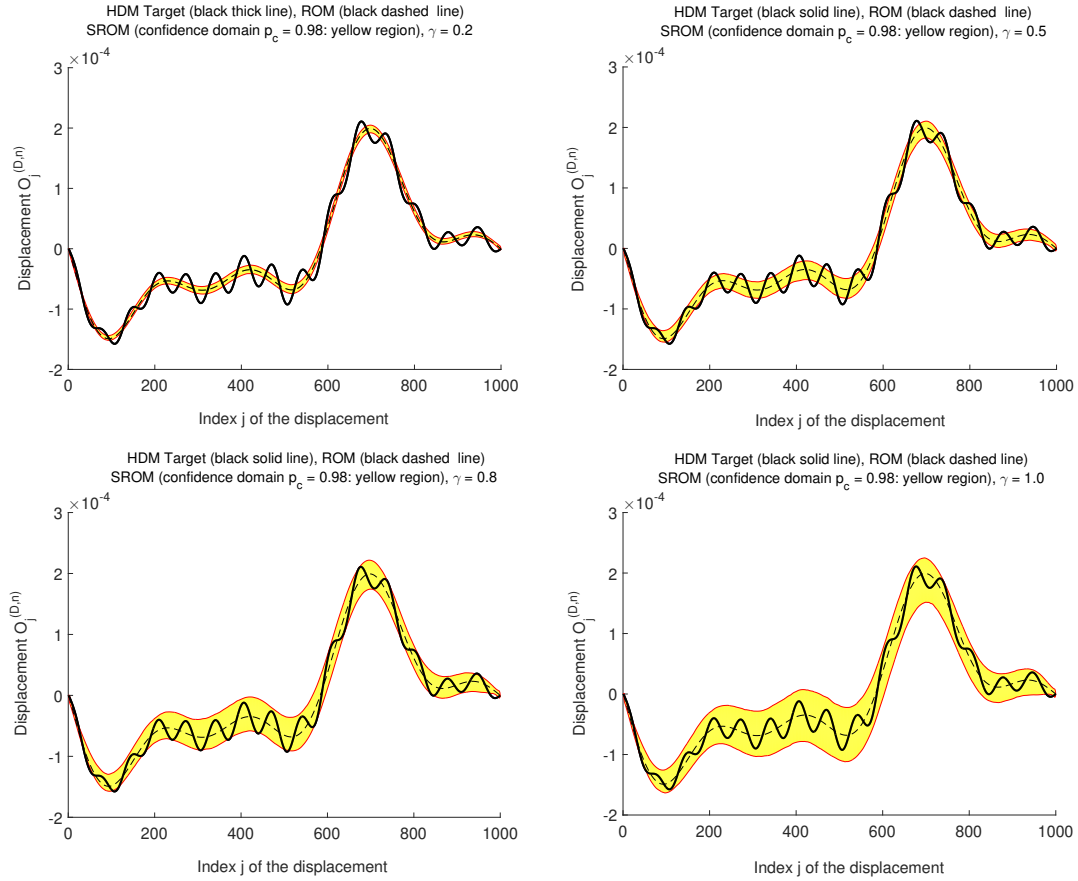 HDM Target (black thick line), ROM (black dashed  line)
SROM (confidence domain p_c = 0.98: yellow region), γ = 0.2
×10^-4
3
2
1
0
-1
-2
Displacement O_j^(D,n)
0 200 400 600 800 1000
Index j of the displacement
HDM Target (black solid line), ROM (black dashed  line)
SROM (confidence domain p_c = 0.98: yellow region), γ = 0.5
×10^-4
3
2
1
0
-1
-2
Displacement O_j^(D,n)
0 200 400 600 800 1000
Index j of the displacement
HDM Target (black solid line), ROM (black dashed line)
SROM (confidence domain p_c = 0.98: yellow region), γ = 0.8
×10^-4
3
2
1
0
-1
-2
Displacement O_j^(D,n)
0 200 400 600 800 1000
Index j of the displacement
HDM Target (black solid line), ROM (black dashed line)
SROM (confidence domain p_c = 0.98: yellow region), γ = 1.0
×10^-4
3
2
1
0
-1
-2
Displacement O_j^(D,n)
0 200 400 600 800 1000
Index j of the displacement